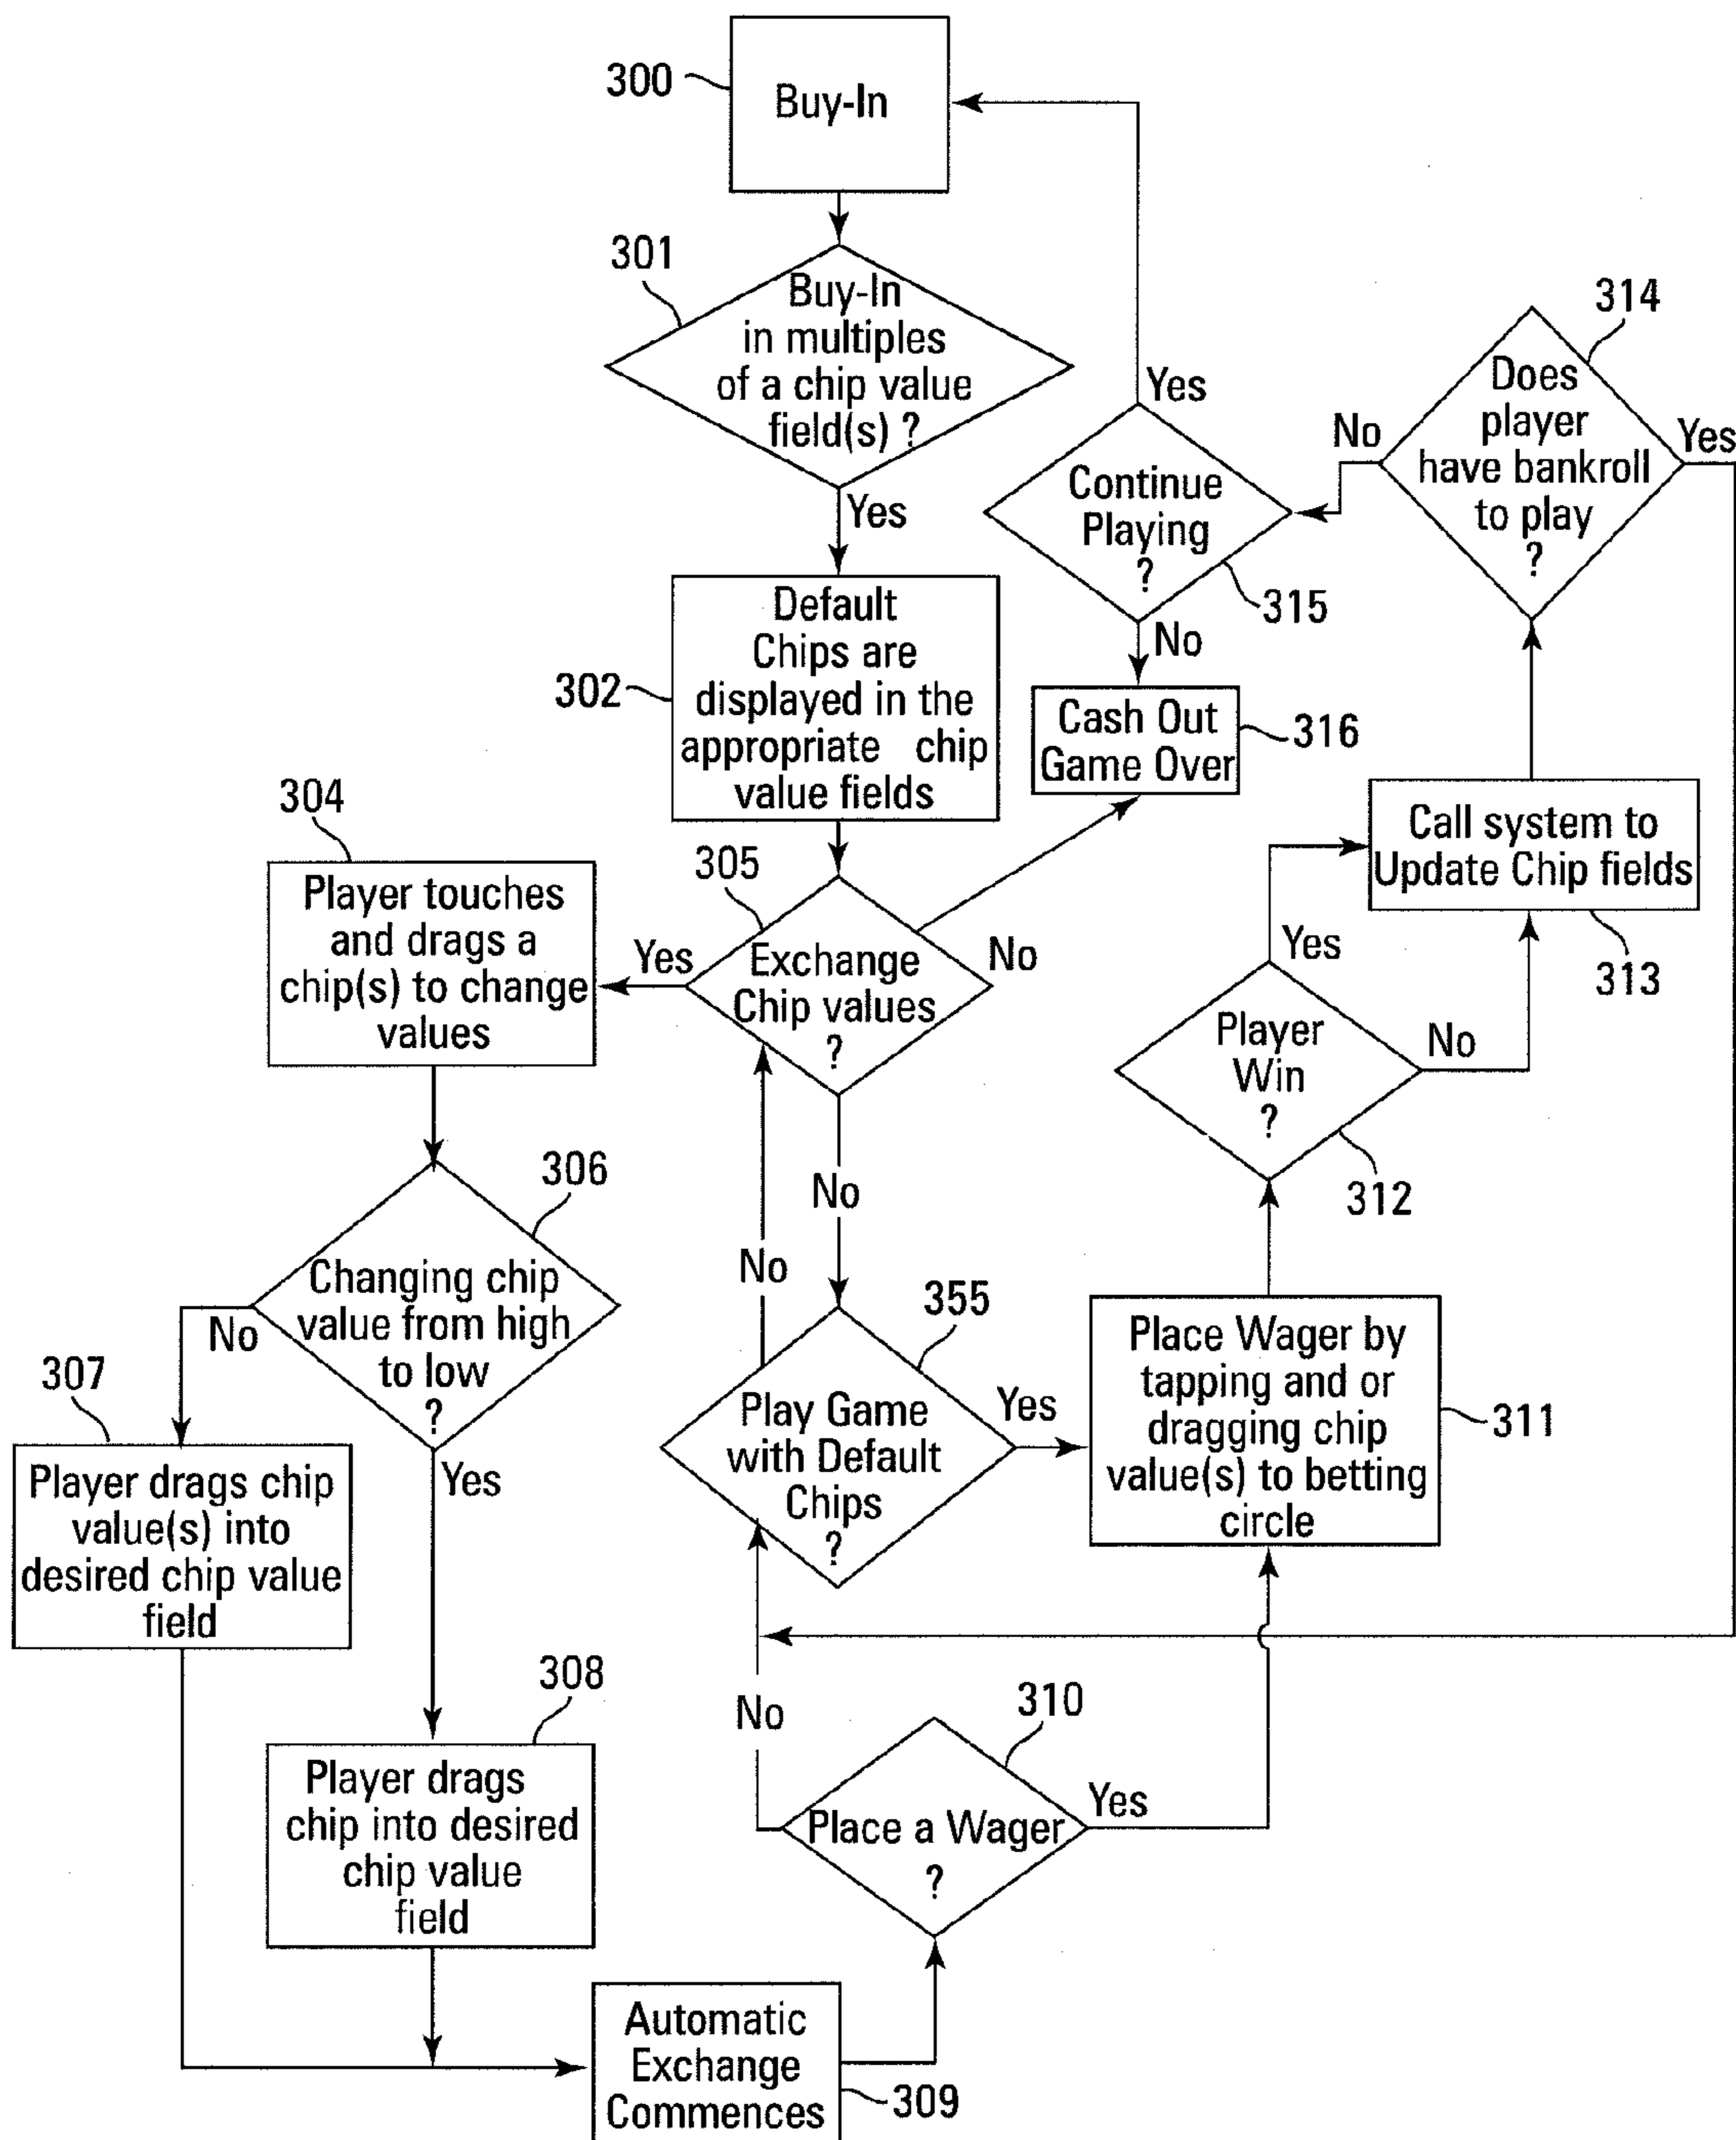 300
Buy-In
301
Buy-In
in multiples
of a chip value
field(s) ?
Yes
302
Default
Chips are
displayed in the
appropriate chip
value fields
314
Does
player
have bankroll
to play
?
No
Yes
Yes
Continue
Playing
?
315
No
Cash Out
Game Over
316
304
Player touches
and drags a
chip(s) to change
values
305
Yes
Exchange
Chip values
?
No
No
No
Call system to
Update Chip fields
313
Yes
Player
Win
?
No
312
306
Changing chip
value from high
to low
?
No
Yes
307
Player drags chip
value(s) into
desired chip value
field
355
Play Game
with Default
Chips
?
Yes
Place Wager by
tapping and or
dragging chip
value(s) to betting
circle
311
308
Player drags
chip into desired
chip value
field
No
310
Place a Wager
?
Yes
Automatic
Exchange
Commences
309